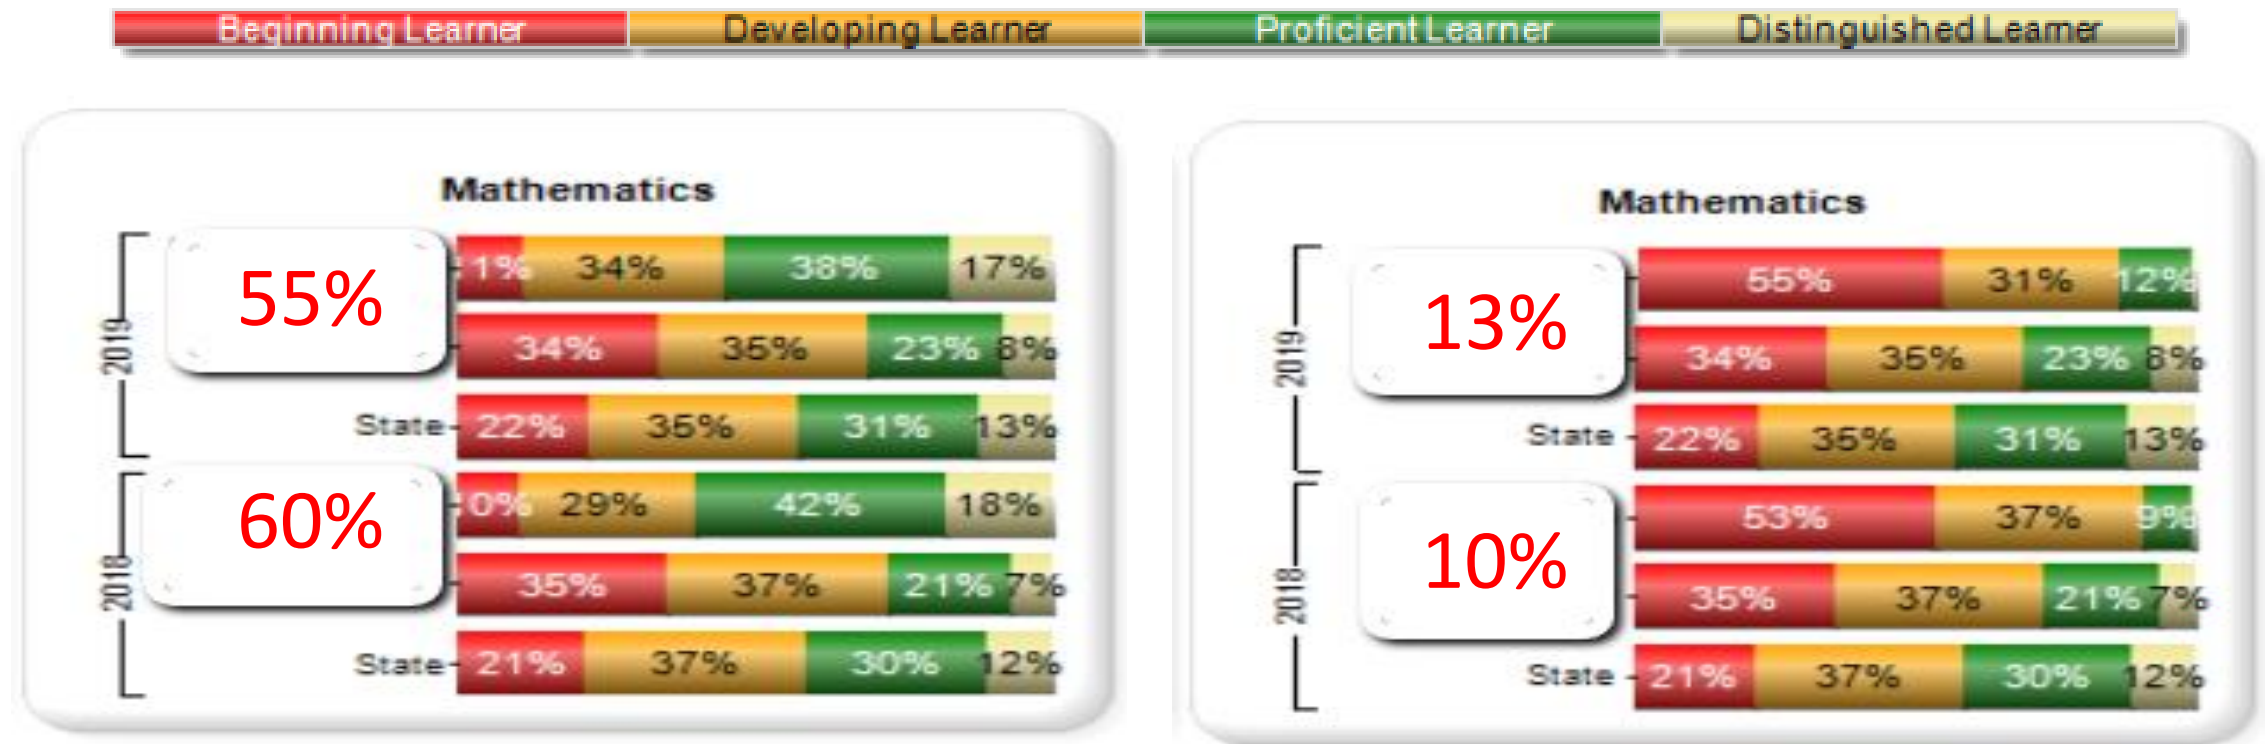 Beginning Learner Developing Learner Proficient Learner Distinguished Learner
Mathematics
2019
55%
1% 34% 38% 17%
34% 35% 23% 8%
State 22% 35% 31% 13%
2018
60%
0% 29% 42% 18%
35% 37% 21% 7%
State 21% 37% 30% 12%
Mathematics
2019
13%
55% 31% 12%
34% 35% 23% 8%
State 22% 35% 31% 13%
2018
10%
53% 37% 9%
35% 37% 21% 7%
State 21% 37% 30% 12%